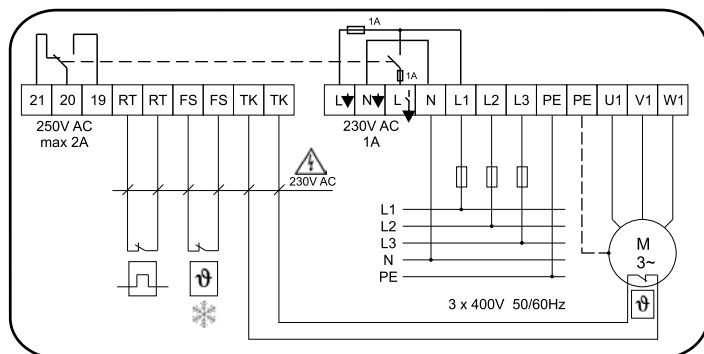 1A
1A
21 20 19 RT RT FS FS TK TK L N L N L1 L2 L3 PE PE U1 V1 W1
250V AC
max 2A
230V AC
1A
230V AC
L1
L2
L3
N
PE
M
3~
ϑ
ϑ
3 x 400V 50/60Hz